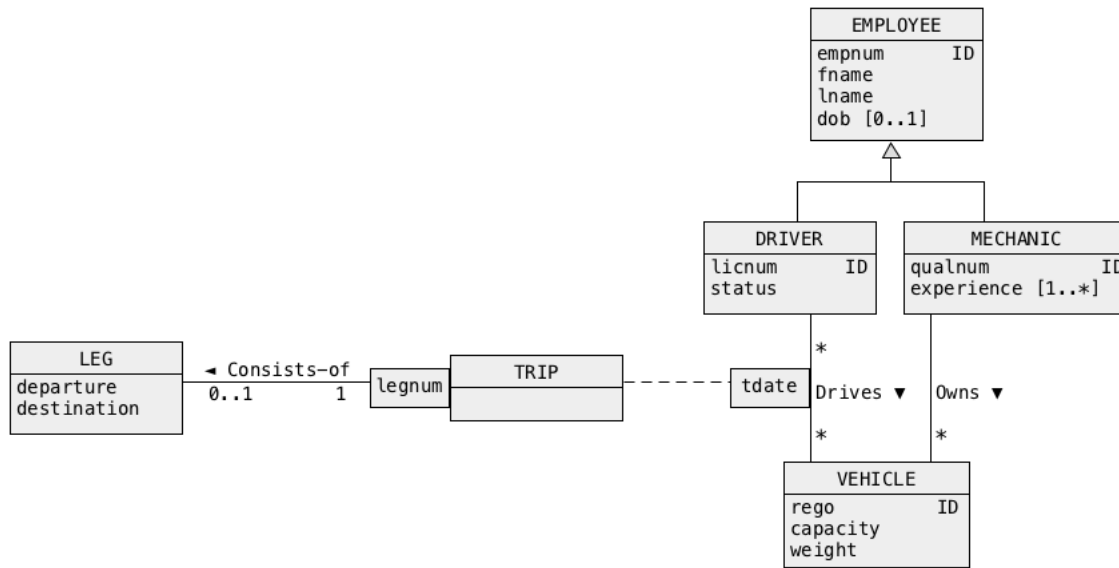 EMPLOYEE
empnum ID
fname
lname
dob [0..1]
DRIVER
licnum ID
status
MECHANIC
qualnum ID
experience [1..*]
LEG
departure
destination
◄ Consists-of
0..1 1
legnum
TRIP
tdate
*
Drives ▼
*
Owns ▼
*
VEHICLE
rego ID
capacity
weight